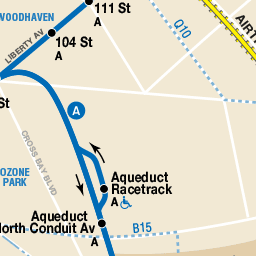 111 St
A
WOODHAVEN
Q10
AIRT
104 St
A
LIBERTY AV
St
A
CROSS BAY BLVD
OZONE
PARK
Aqueduct
Racetrack
A
Aqueduct
North Conduit Av
A
B15